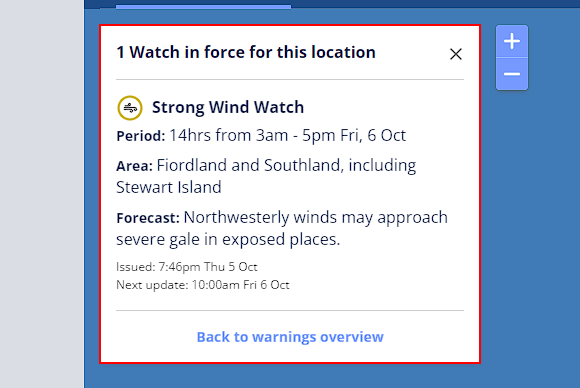 1 Watch in force for this location
Strong Wind Watch
Period: 14hrs from 3am - 5pm Fri, 6 Oct
Area: Fiordland and Southland, including
Stewart Island
Forecast: Northwesterly winds may approach
severe gale in exposed places.
Issued: 7:46pm Thu 5 Oct
Next update: 10:00am Fri 6 Oct
Back to warnings overview